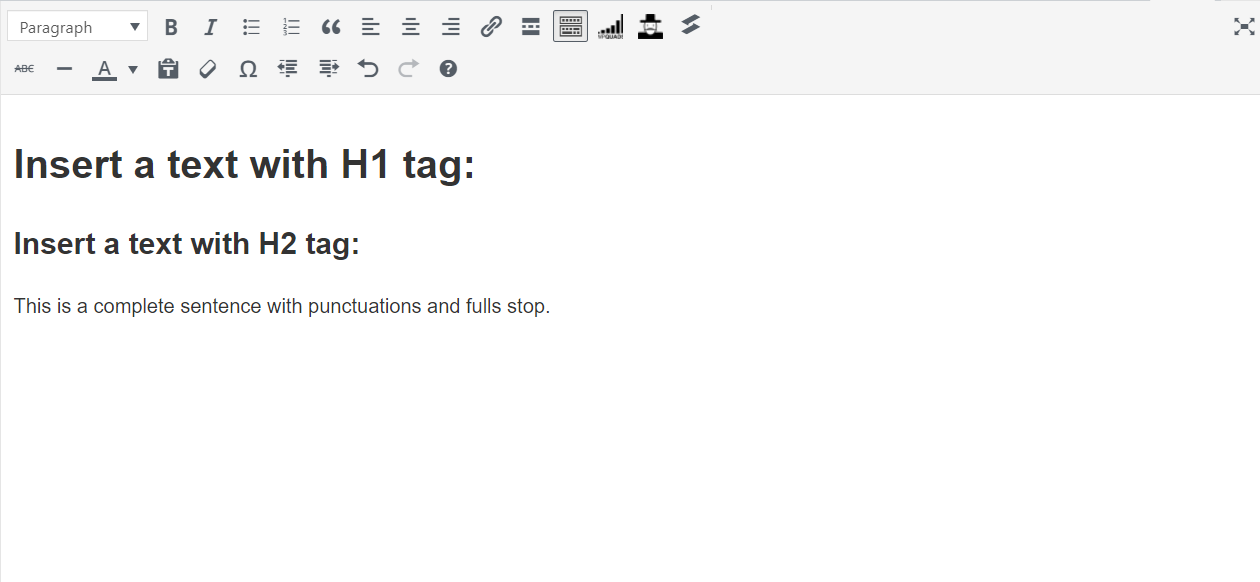 Paragraph
B I
ABC A Ω
Insert a text with H1 tag:
Insert a text with H2 tag:
This is a complete sentence with punctuations and fulls stop.